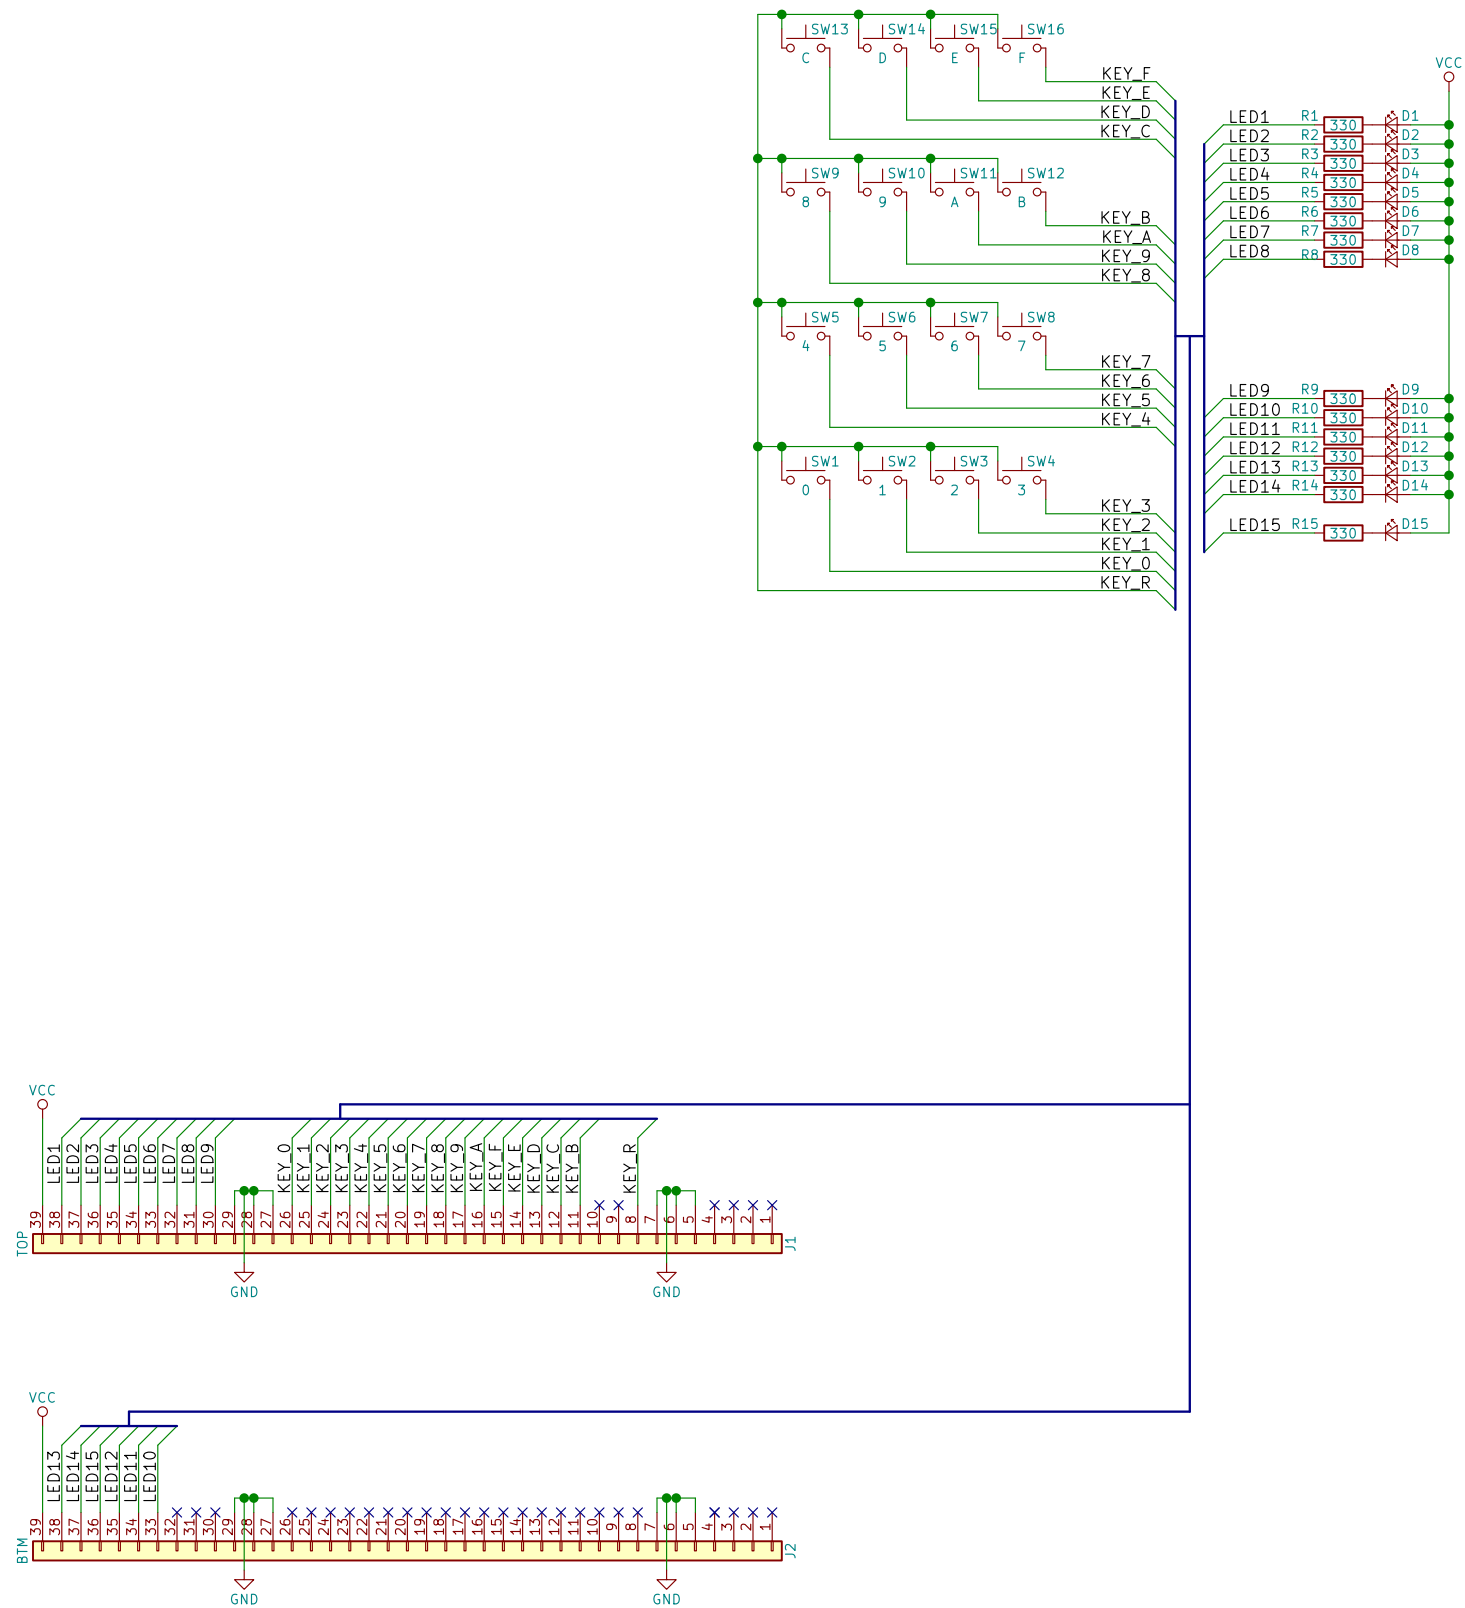 SW13 SW14 SW15 SW16
C D E F
KEY_F
KEY_E
KEY_D
KEY_C
SW9 SW10 SW11 SW12
8 9 A B
KEY_B
KEY_A
KEY_9
KEY_8
SW5 SW6 SW7 SW8
4 5 6 7
KEY_7
KEY_6
KEY_5
KEY_4
SW1 SW2 SW3 SW4
0 1 2 3
KEY_3
KEY_2
KEY_1
KEY_0
KEY_R
VCC
LED1 R1 330 D1
LED2 R2 330 D2
LED3 R3 330 D3
LED4 R4 330 D4
LED5 R5 330 D5
LED6 R6 330 D6
LED7 R7 330 D7
LED8 R8 330 D8
LED9 R9 330 D9
LED10 R10 330 D10
LED11 R11 330 D11
LED12 R12 330 D12
LED13 R13 330 D13
LED14 R14 330 D14
LED15 R15 330 D15
VCC
LED1 LED2 LED3 LED4 LED5 LED6 LED7 LED8 LED9 KEY_0 KEY_1 KEY_2 KEY_3 KEY_4 KEY_5 KEY_6 KEY_7 KEY_8 KEY_9 KEY_A KEY_F KEY_E KEY_D KEY_C KEY_B KEY_R
39 38 37 36 35 34 33 32 31 30 29 28 27 26 25 24 23 22 21 20 19 18 17 16 15 14 13 12 11 10 9 8 7 6 5 4 3 2 1
TOP J1
GND GND
VCC
LED13 LED14 LED15 LED12 LED11 LED10
39 38 37 36 35 34 33 32 31 30 29 28 27 26 25 24 23 22 21 20 19 18 17 16 15 14 13 12 11 10 9 8 7 6 5 4 3 2 1
BTM J2
GND GND